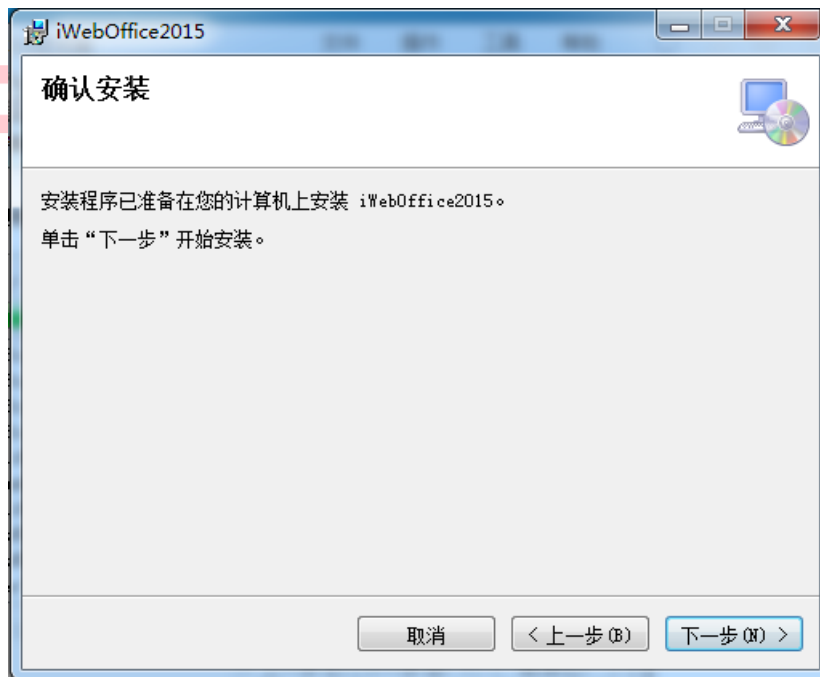 iWebOffice2015
确认安装
安装程序已准备在您的计算机上安装 iWebOffice2015。
单击“下一步”开始安装。
取消
< 上一步(B)
下一步(N) >